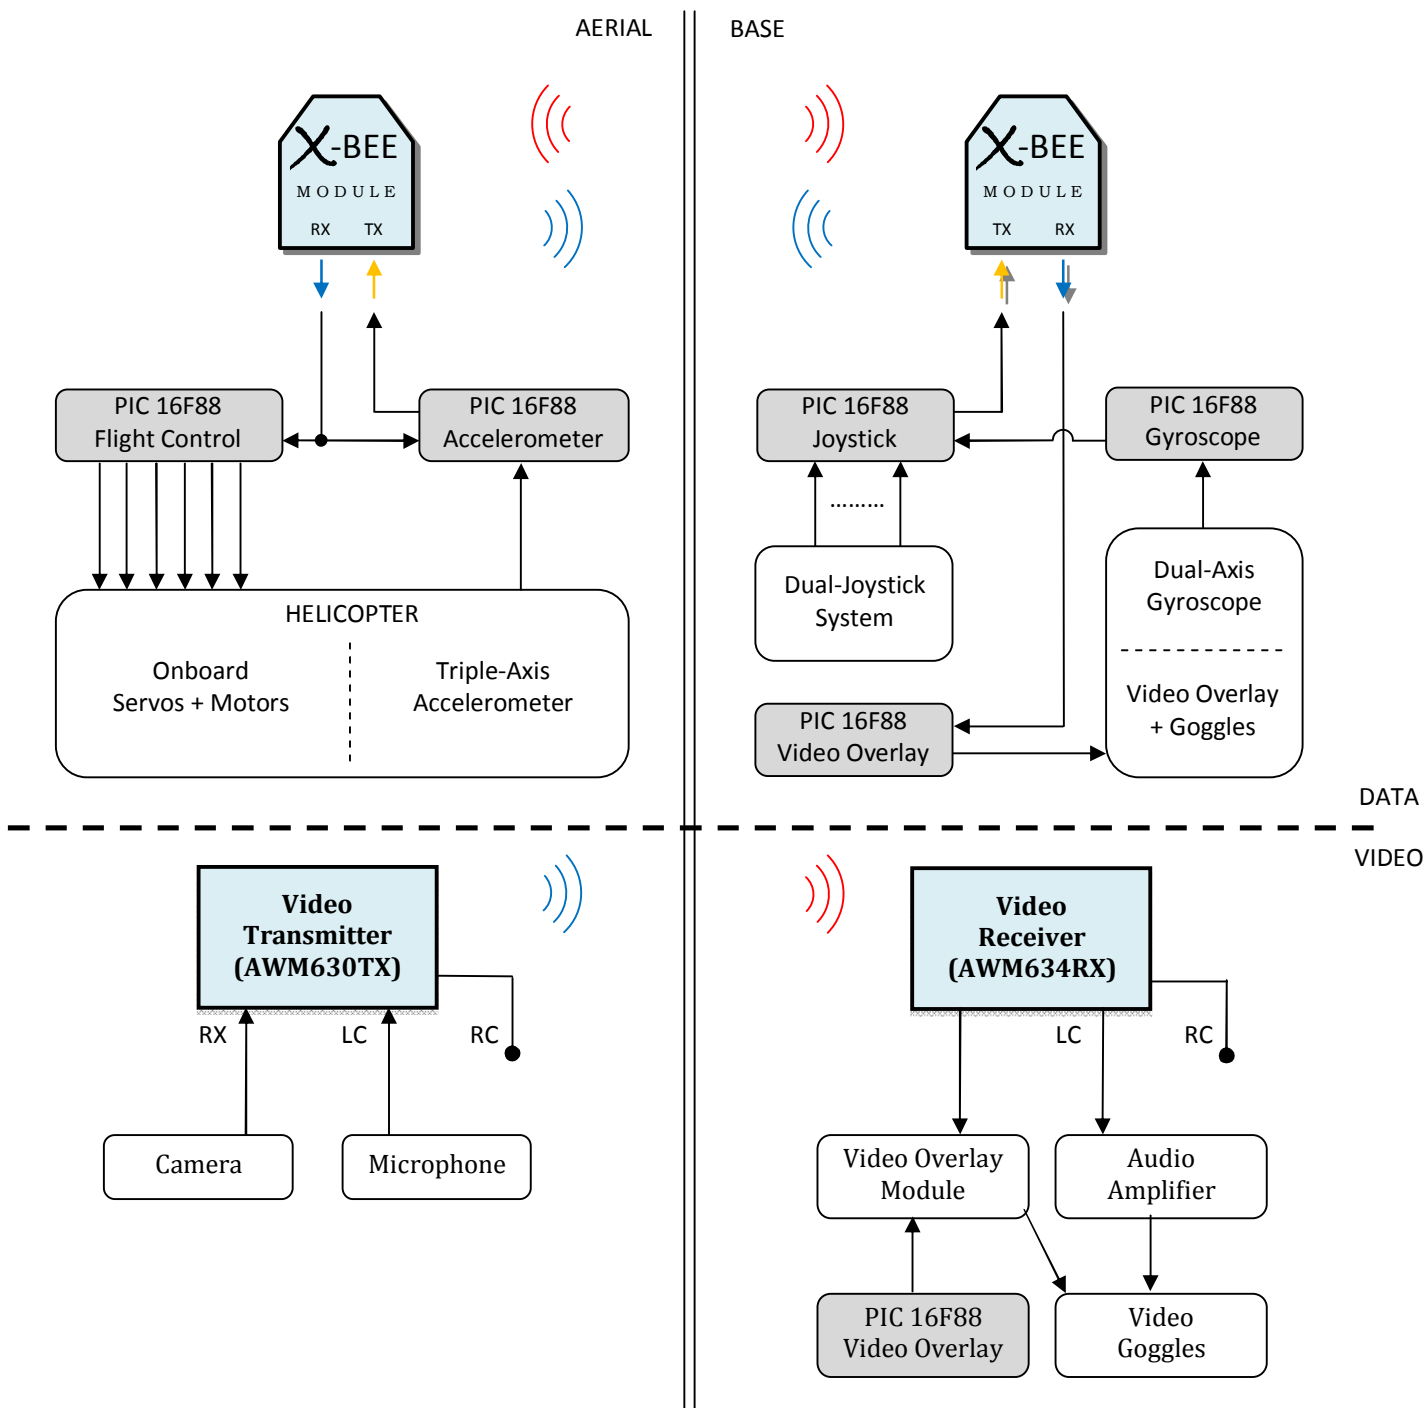 AERIAL
BASE
X-BEE
MODULE
RX TX
X-BEE
MODULE
TX RX
PIC 16F88
Flight Control
PIC 16F88
Accelerometer
PIC 16F88
Joystick
PIC 16F88
Gyroscope
.........
HELICOPTER
Onboard
Servos + Motors
Triple-Axis
Accelerometer
Dual-Joystick
System
Dual-Axis
Gyroscope
Video Overlay
+ Goggles
PIC 16F88
Video Overlay
DATA
VIDEO
Video
Transmitter
(AWM630TX)
RX
LC
RC
Camera
Microphone
Video
Receiver
(AWM634RX)
LC
RC
Video Overlay
Module
Audio
Amplifier
PIC 16F88
Video Overlay
Video
Goggles